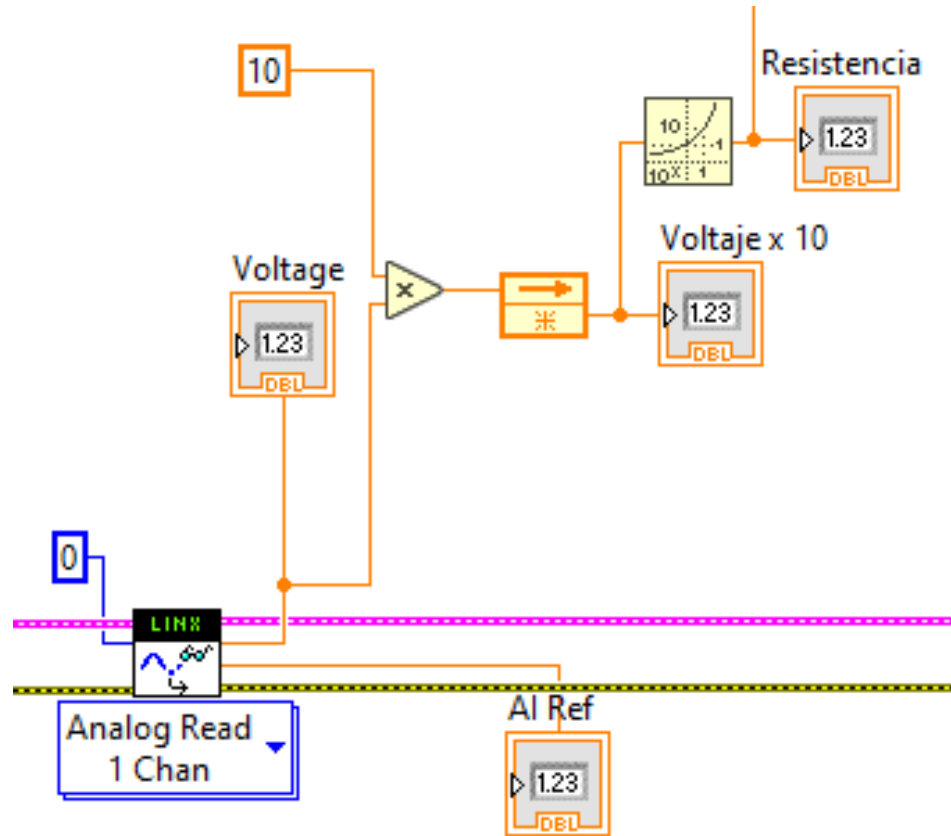 10
Resistencia
10
-1
10x
1
1.23
DBL
Voltage
1.23
DBL
x
Voltaje x 10
1.23
DBL
0
LINX
Analog Read
1 Chan
AI Ref
1.23
DBL